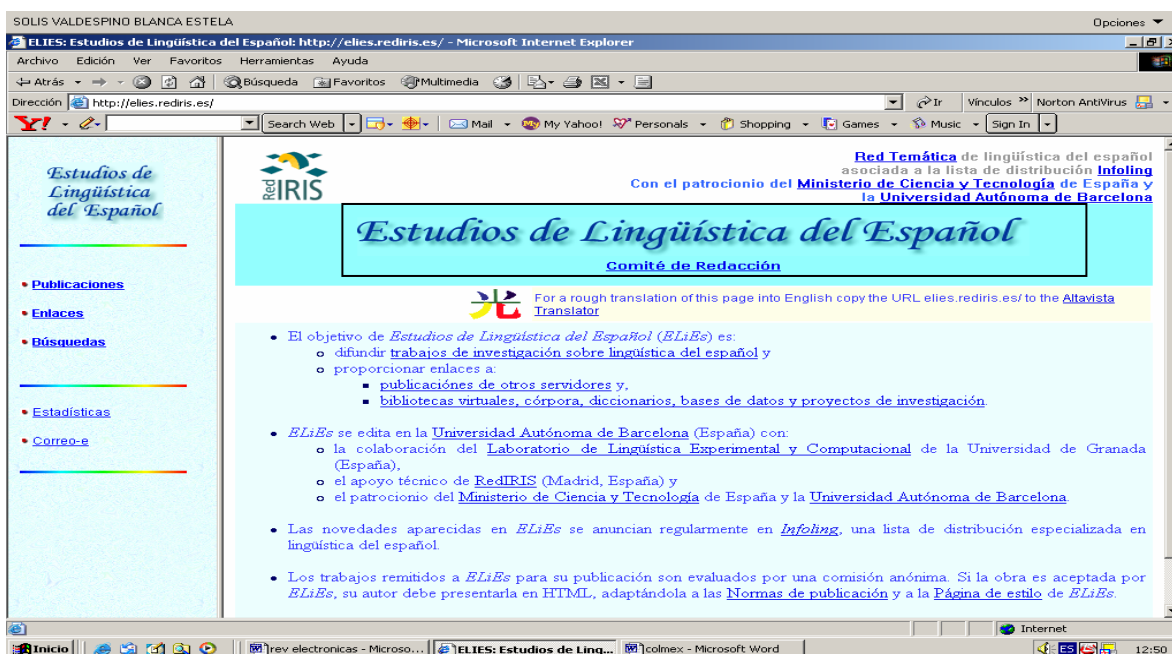 SOLIS VALDESPINO BLANCA ESTELA
Opciones
ELIES: Estudios de Lingüística del Español: http://elies.rediris.es/ - Microsoft Internet Explorer
Archivo Edición Ver Favoritos Herramientas Ayuda
Atrás Búsqueda Favoritos Multimedia
Dirección http://elies.rediris.es/ Ir Vínculos » Norton AntiVirus
Y! Search Web Mail My Yahoo! Personals Shopping Games Music Sign In
Estudios de
Lingüística
del Español
Publicaciones
Enlaces
Búsquedas
Estadísticas
Correo-e
Red IRIS
Red Temática de lingüística del español
asociada a la lista de distribución Infoling
Con el patrocionio del Ministerio de Ciencia y Tecnología de España y
la Universidad Autónoma de Barcelona
Estudios de Lingüística del Español
Comité de Redacción
For a rough translation of this page into English copy the URL elies.rediris.es/ to the Altavista
Translator
El objetivo de Estudios de Lingüística del Español (ELiEs) es:
difundir trabajos de investigación sobre lingüística del español y
proporcionar enlaces a:
publicaciónes de otros servidores y,
bibliotecas virtuales, córpora, diccionarios, bases de datos y proyectos de investigación.
ELiEs se edita en la Universidad Autónoma de Barcelona (España) con:
la colaboración del Laboratorio de Lingüística Experimental y Computacional de la Universidad de Granada
(España),
el apoyo técnico de RedIRIS (Madrid, España) y
el patrocionio del Ministerio de Ciencia y Tecnología de España y la Universidad Autónoma de Barcelona.
Las novedades aparecidas en ELiEs se anuncian regularmente en Infoling, una lista de distribución especializada en
lingüística del español.
Los trabajos remitidos a ELiEs para su publicación son evaluados por una comisión anónima. Si la obra es aceptada por
ELiEs, su autor debe presentarla en HTML, adaptándola a las Normas de publicación y a la Página de estilo de ELiEs.
Internet
Inicio rev electronicas - Microso... ELIES: Estudios de Ling... colmex - Microsoft Word ES 12:50